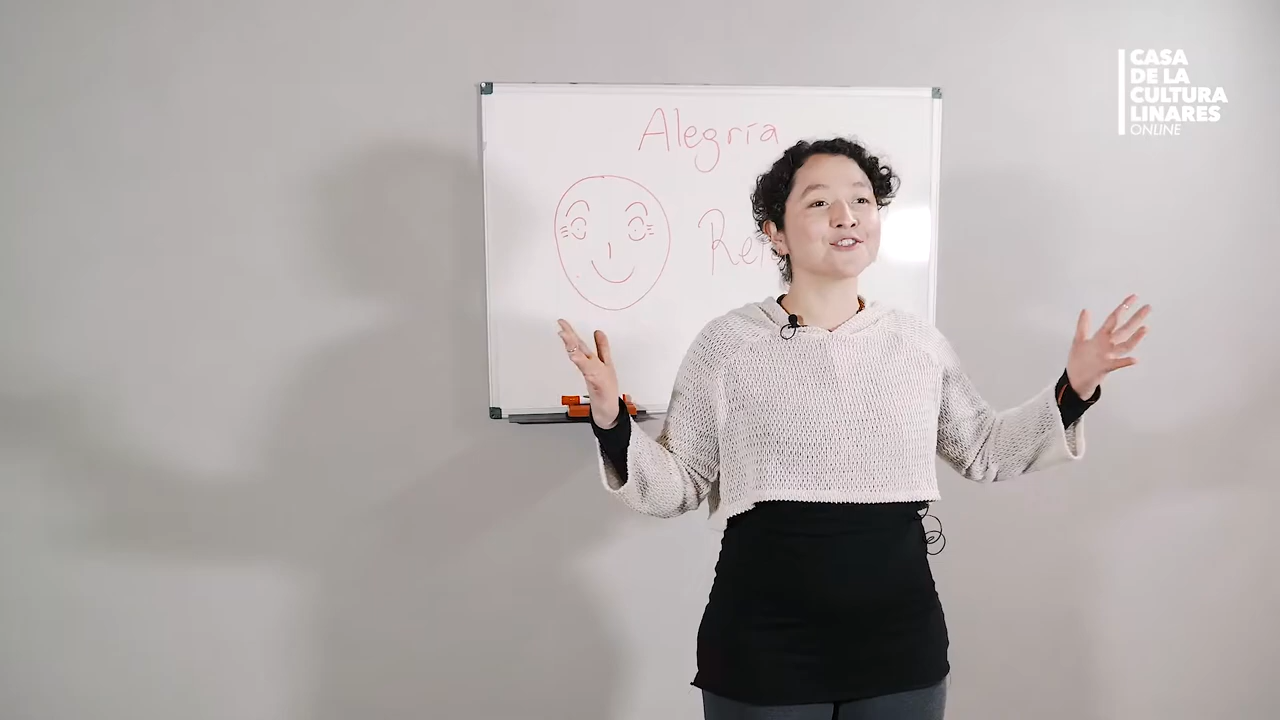 Alegría
CASA
DE LA
CULTURA
LINARES
ONLINE